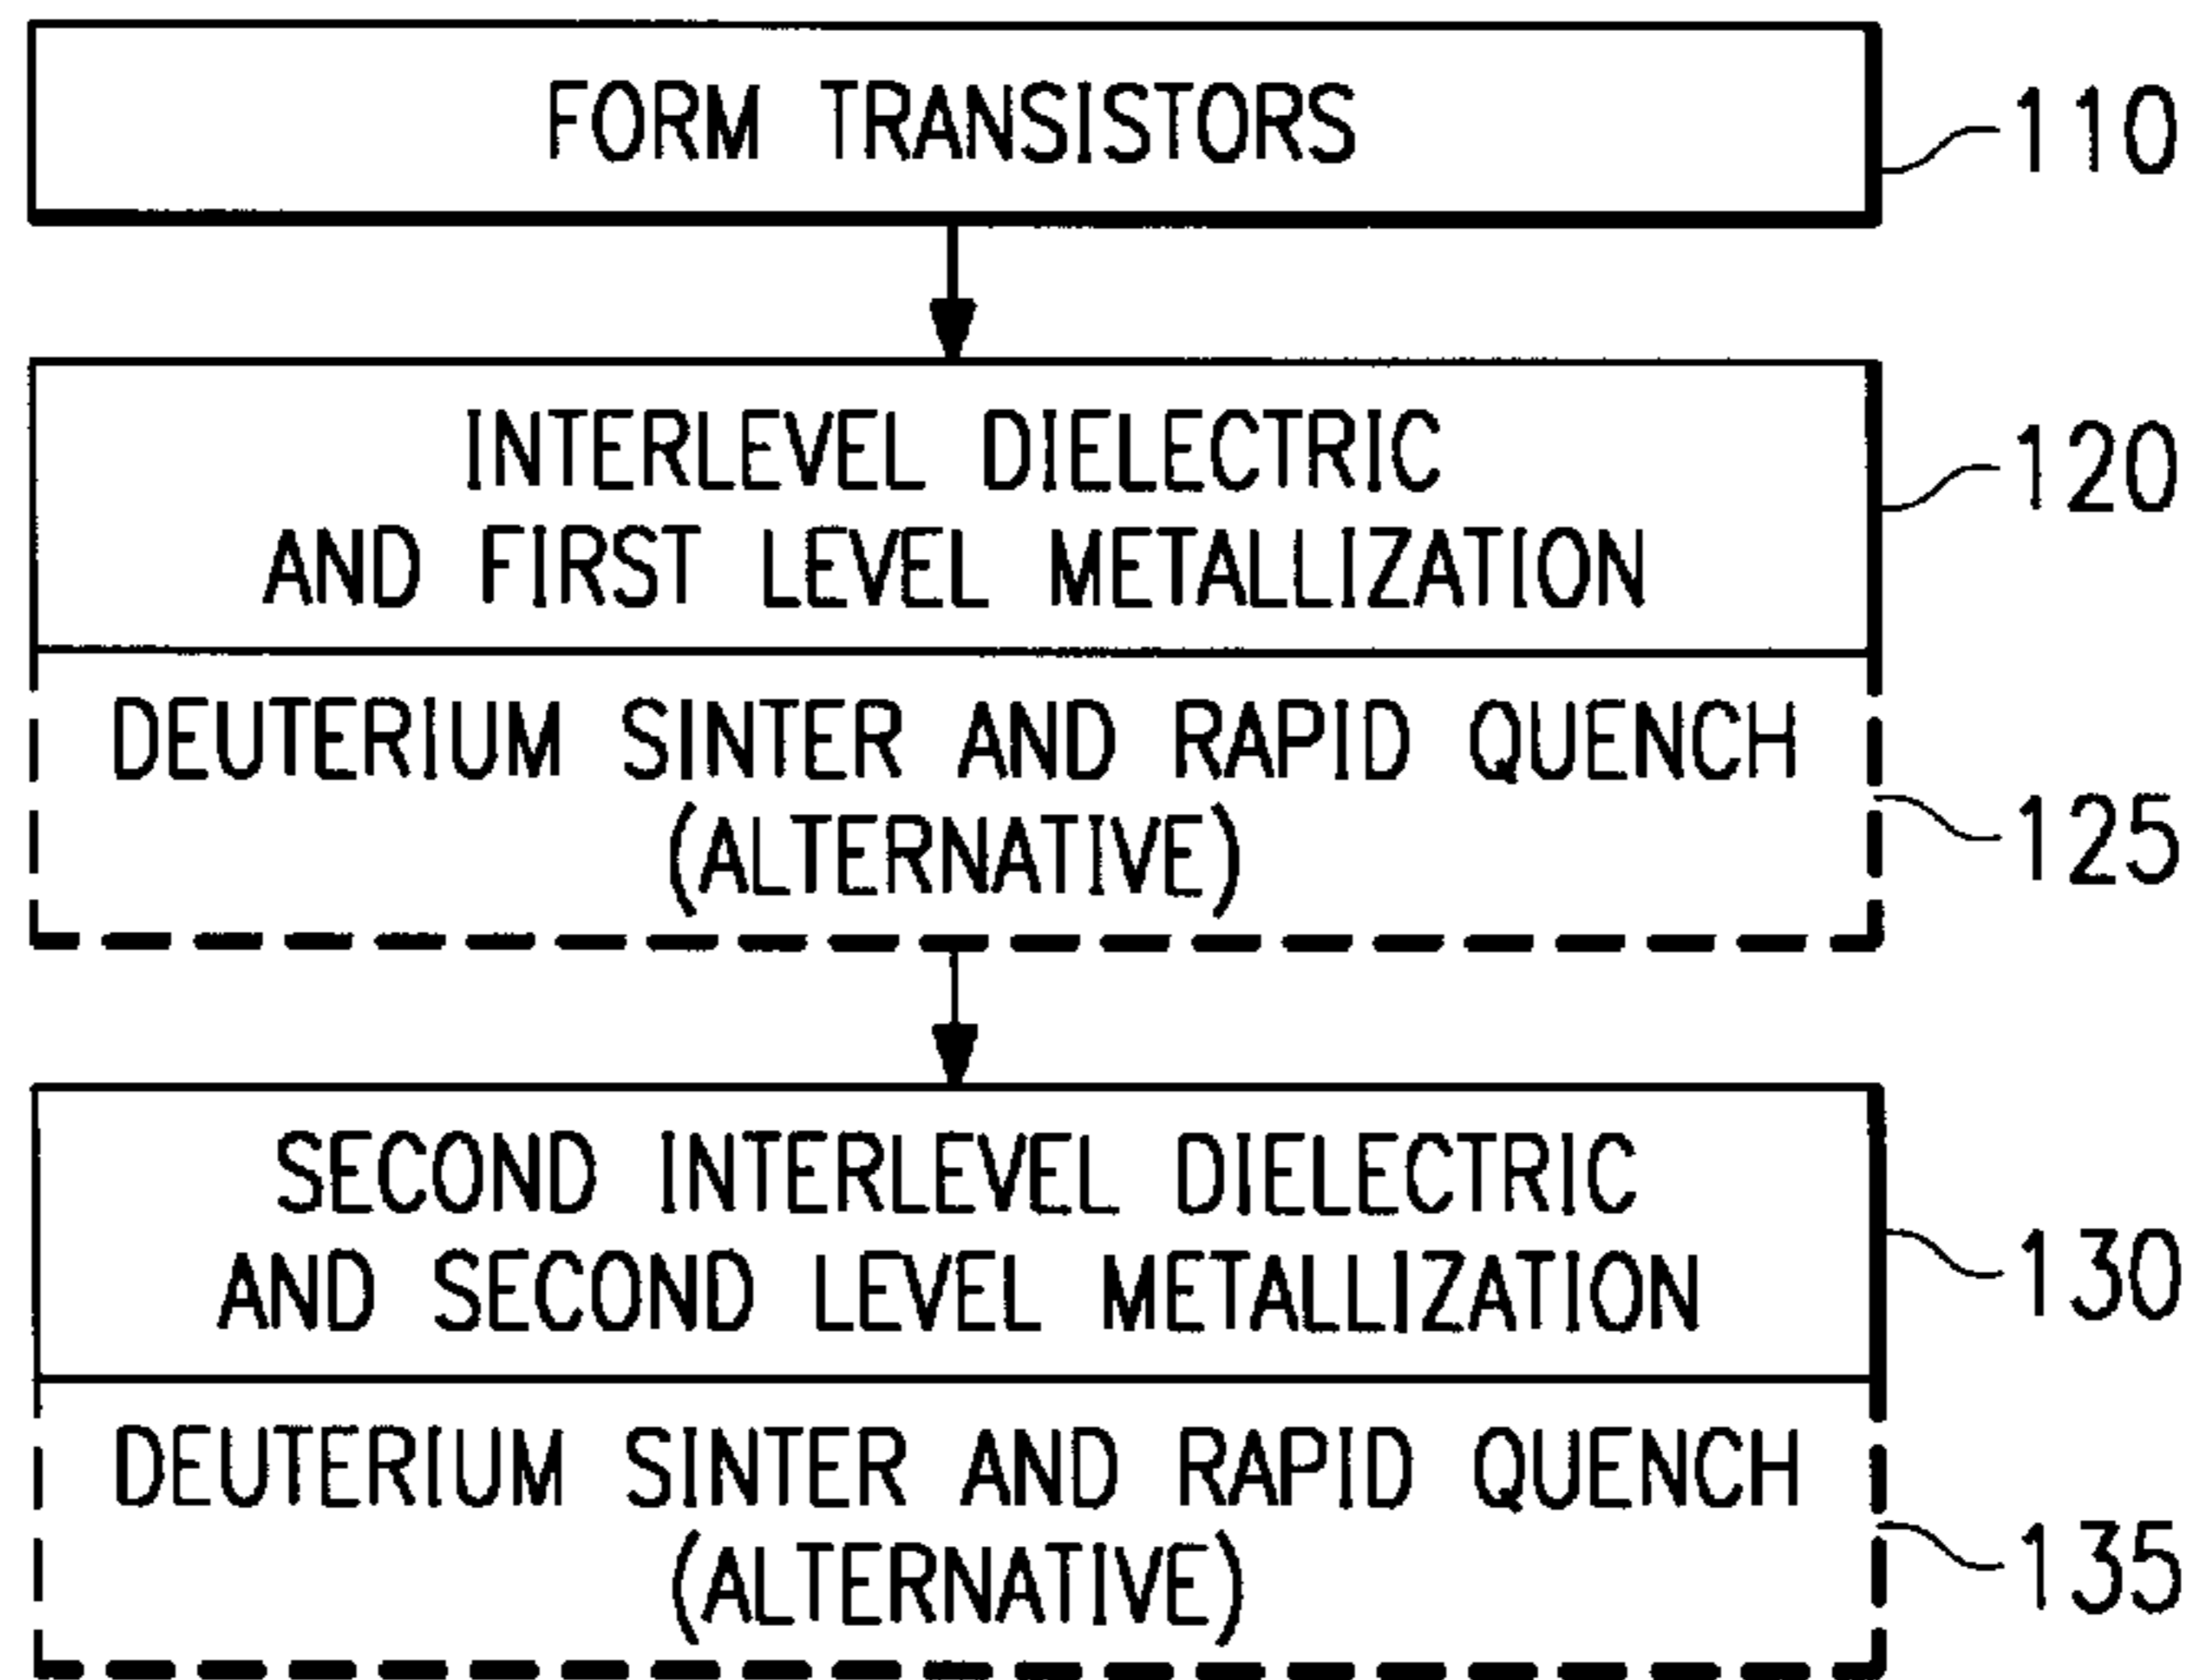 FORM TRANSISTORS
110
INTERLEVEL DIELECTRIC
AND FIRST LEVEL METALLIZATION
120
DEUTERIUM SINTER AND RAPID QUENCH
(ALTERNATIVE)
125
SECOND INTERLEVEL DIELECTRIC
AND SECOND LEVEL METALLIZATION
130
DEUTERIUM SINTER AND RAPID QUENCH
(ALTERNATIVE)
135